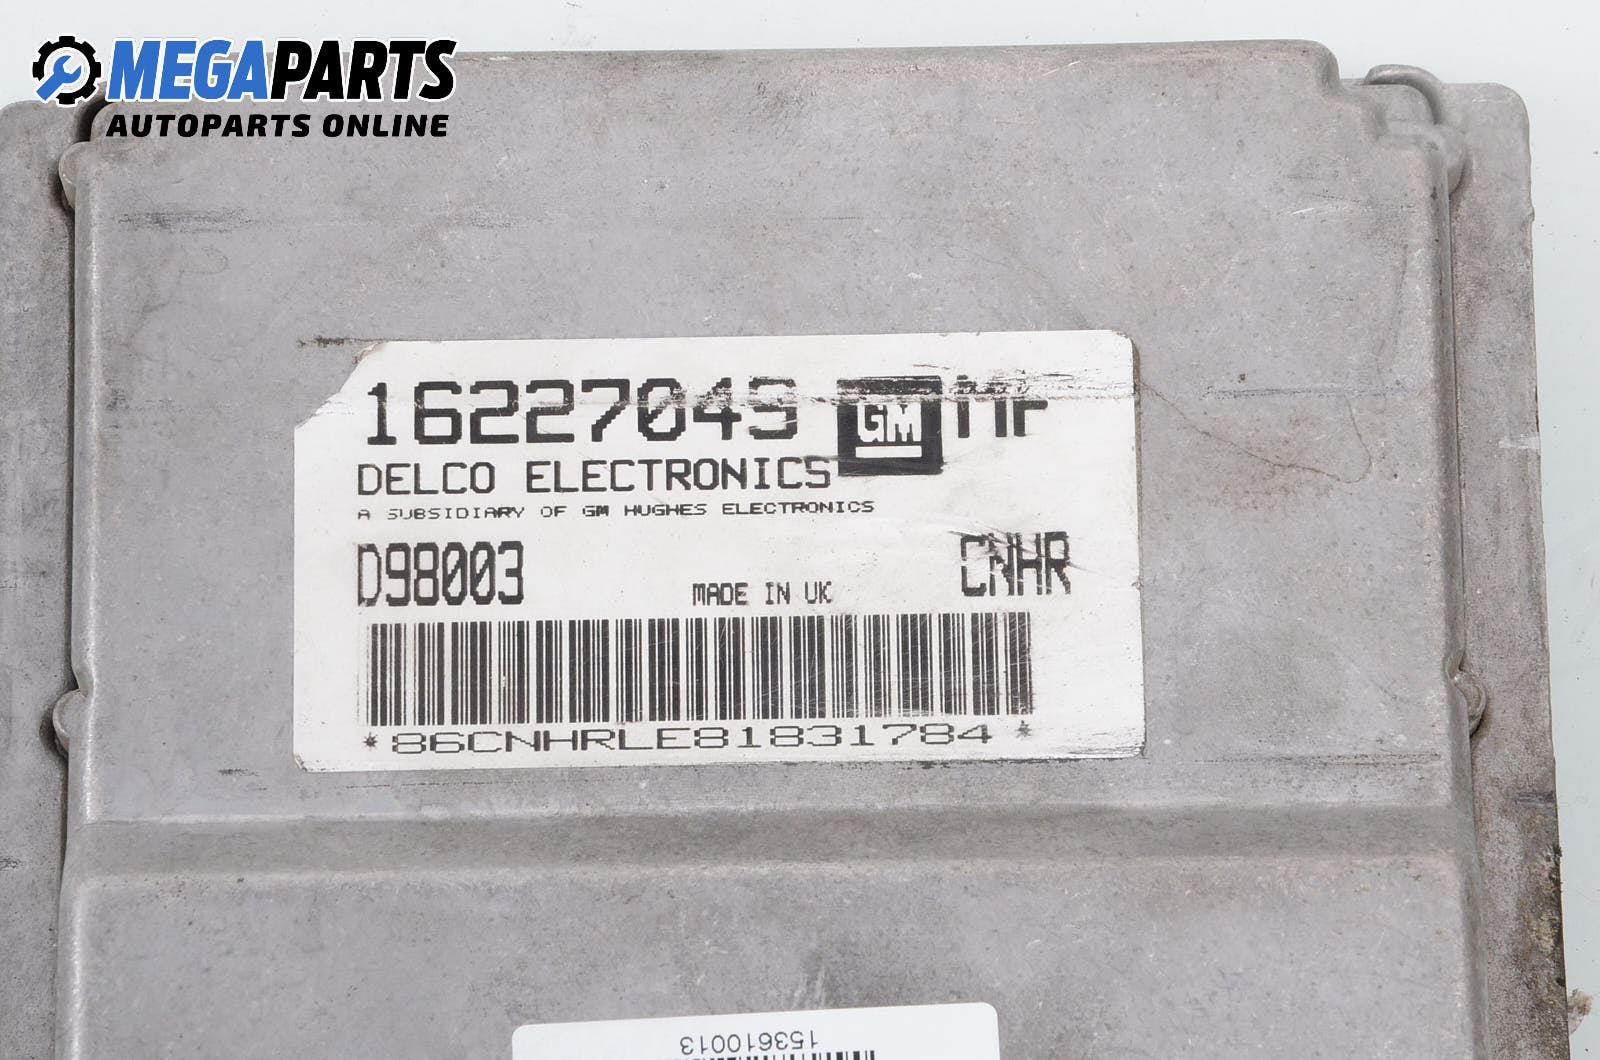 MEGAPARTS
AUTOPARTS ONLINE
16227049 GM MF
DELCO ELECTRONICS
A SUBSIDIARY OF GM HUGHES ELECTRONICS
D98003 MADE IN UK CNHR
*86CNHRLE81831784*
153610013